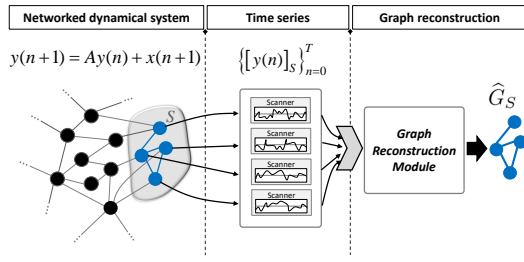 Networked dynamical system
Time series
Graph reconstruction
y(n+1) = Ay(n) + x(n+1)
{[y(n)]_S}_{n=0}^T
S
Scanner
Scanner
Scanner
Scanner
Graph
Reconstruction
Module
Ĝ_S